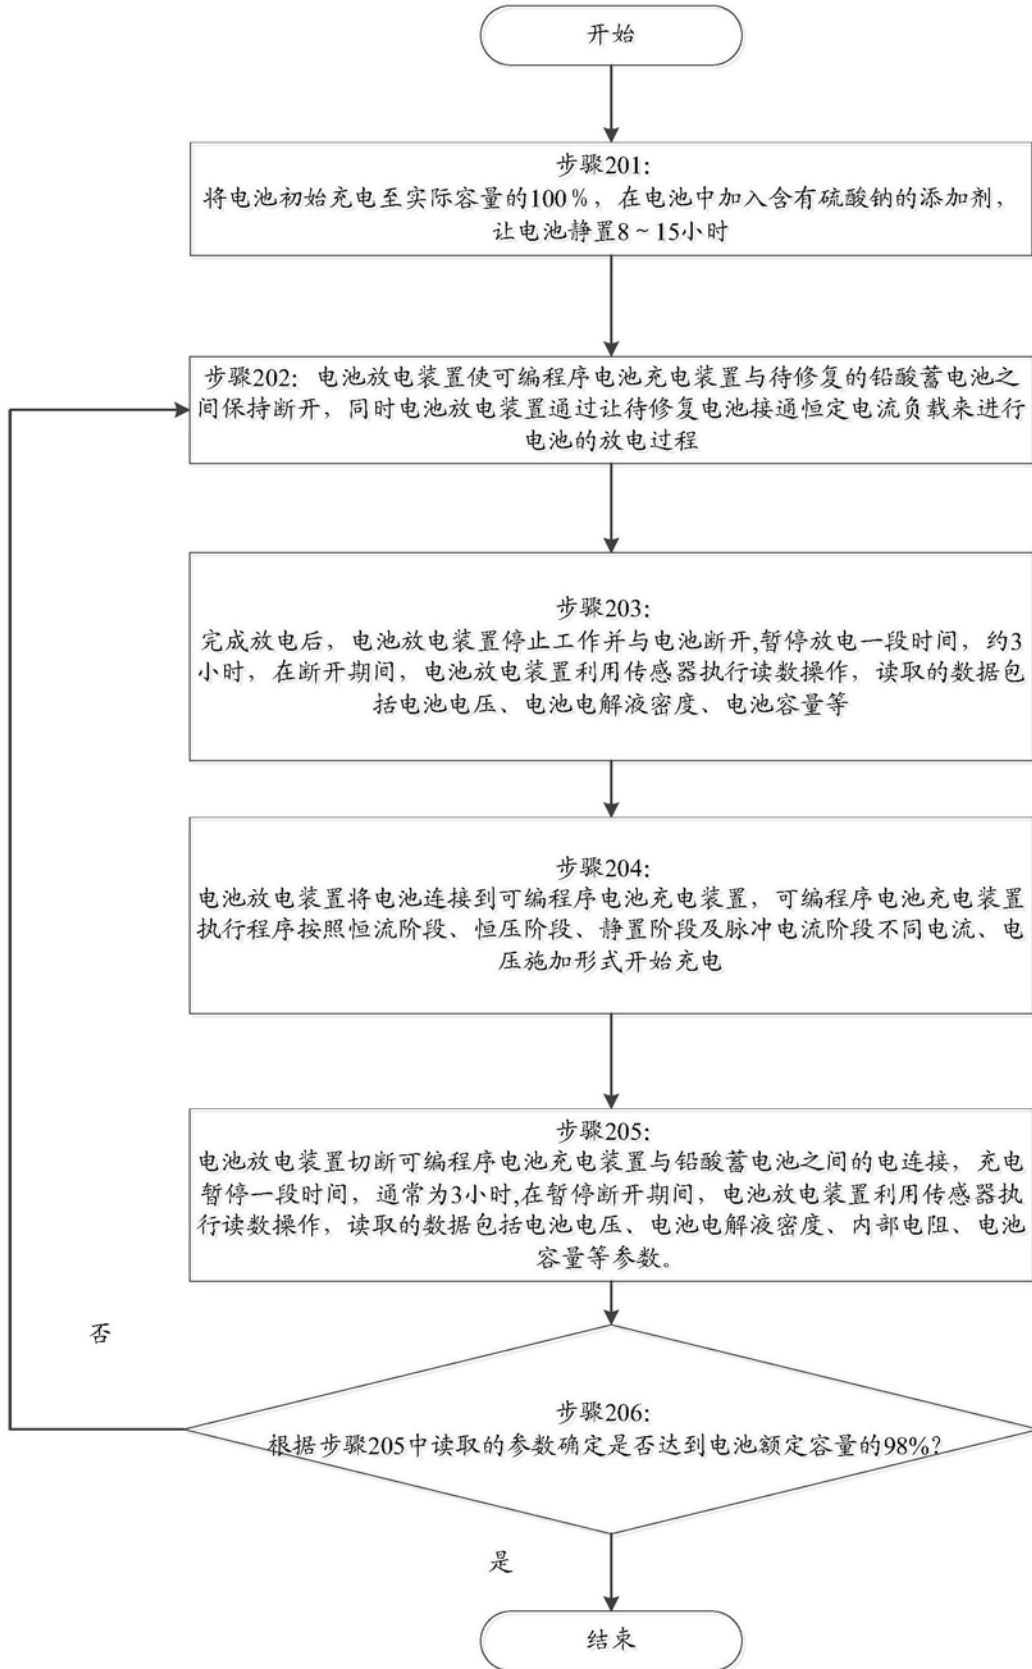 开始
步骤201：
将电池初始充电至实际容量的100％，在电池中加入含有硫酸钠的添加剂，
让电池静置8～15小时
步骤202：电池放电装置使可编程序电池充电装置与待修复的铅酸蓄电池之
间保持断开，同时电池放电装置通过让待修复电池接通恒定电流负载来进行
电池的放电过程
步骤203：
完成放电后，电池放电装置停止工作并与电池断开,暂停放电一段时间，约3
小时，在断开期间，电池放电装置利用传感器执行读数操作，读取的数据包
括电池电压、电池电解液密度、电池容量等
步骤204：
电池放电装置将电池连接到可编程序电池充电装置，可编程序电池充电装置
执行程序按照恒流阶段、恒压阶段、静置阶段及脉冲电流阶段不同电流、电
压施加形式开始充电
步骤205：
电池放电装置切断可编程序电池充电装置与铅酸蓄电池之间的电连接，充电
暂停一段时间，通常为3小时,在暂停断开期间，电池放电装置利用传感器执
行读数操作，读取的数据包括电池电压、电池电解液密度、内部电阻、电池
容量等参数。
否
步骤206：
根据步骤205中读取的参数确定是否达到电池额定容量的98%?
是
结束